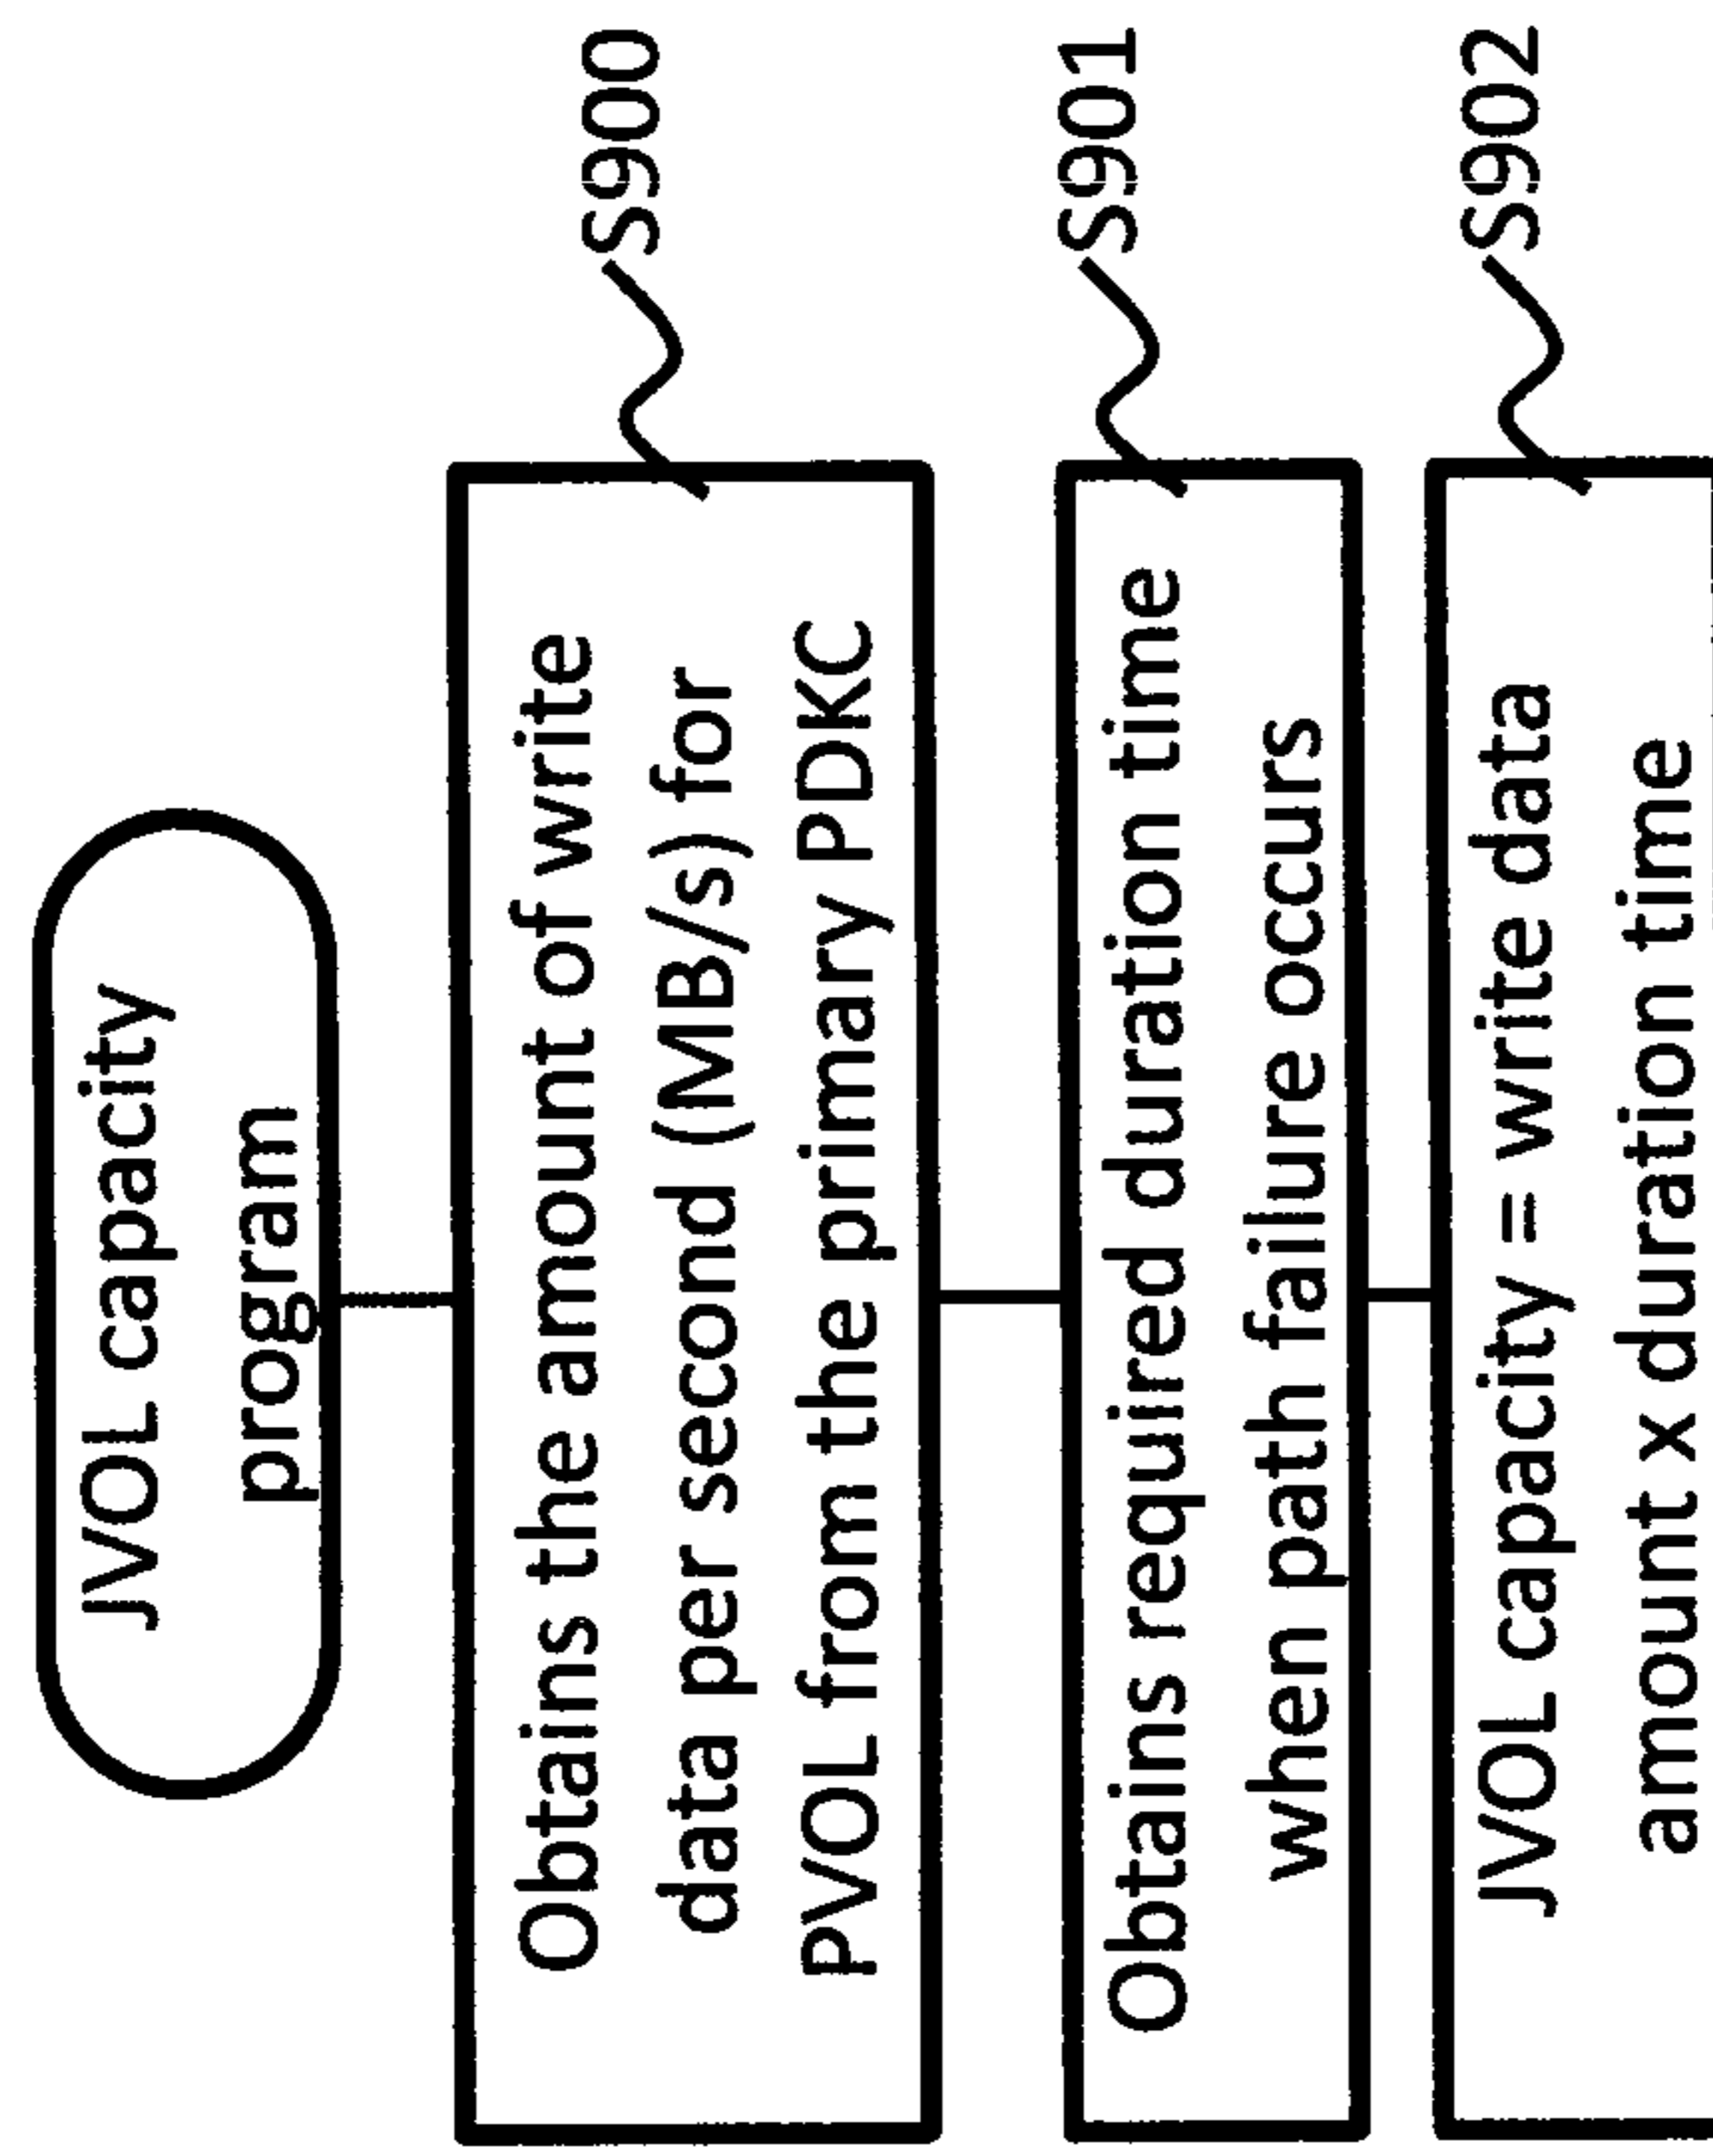 JVOL capacity
program
Obtains the amount of write
data per second (MB/s) for
PVOL from the primary PDKC
S900
Obtains required duration time
when path failure occurs
S901
JVOL capacity = write data
amount x duration time
S902